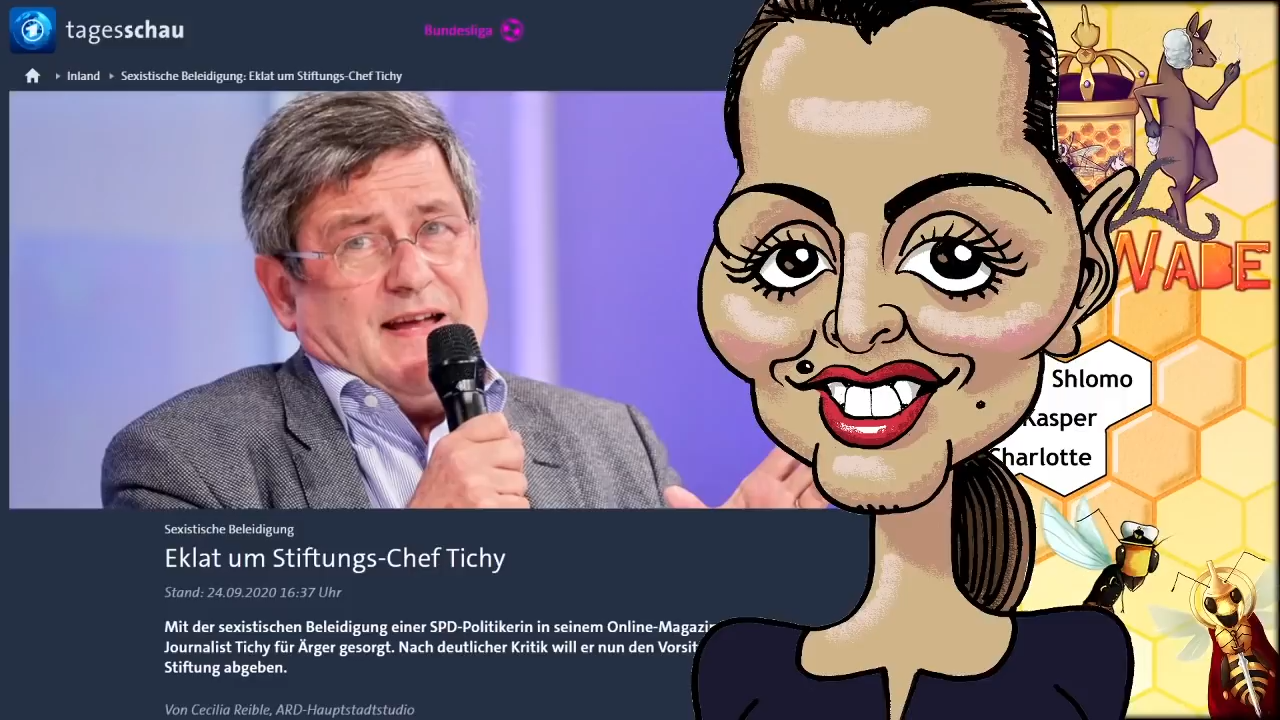 tagesschau
Bundesliga
Inland
Sexistische Beleidigung: Eklat um Stiftungs-Chef Tichy
WABE
Shlomo
Kasper
Charlotte
Sexistische Beleidigung
Eklat um Stiftungs-Chef Tichy
Stand: 24.09.2020 16:37 Uhr
Mit der sexistischen Beleidigung einer SPD-Politikerin in seinem Online-Magazin
Journalist Tichy für Ärger gesorgt. Nach deutlicher Kritik will er nun den Vorsit
Stiftung abgeben.
Von Cecilia Reible, ARD-Hauptstadtstudio